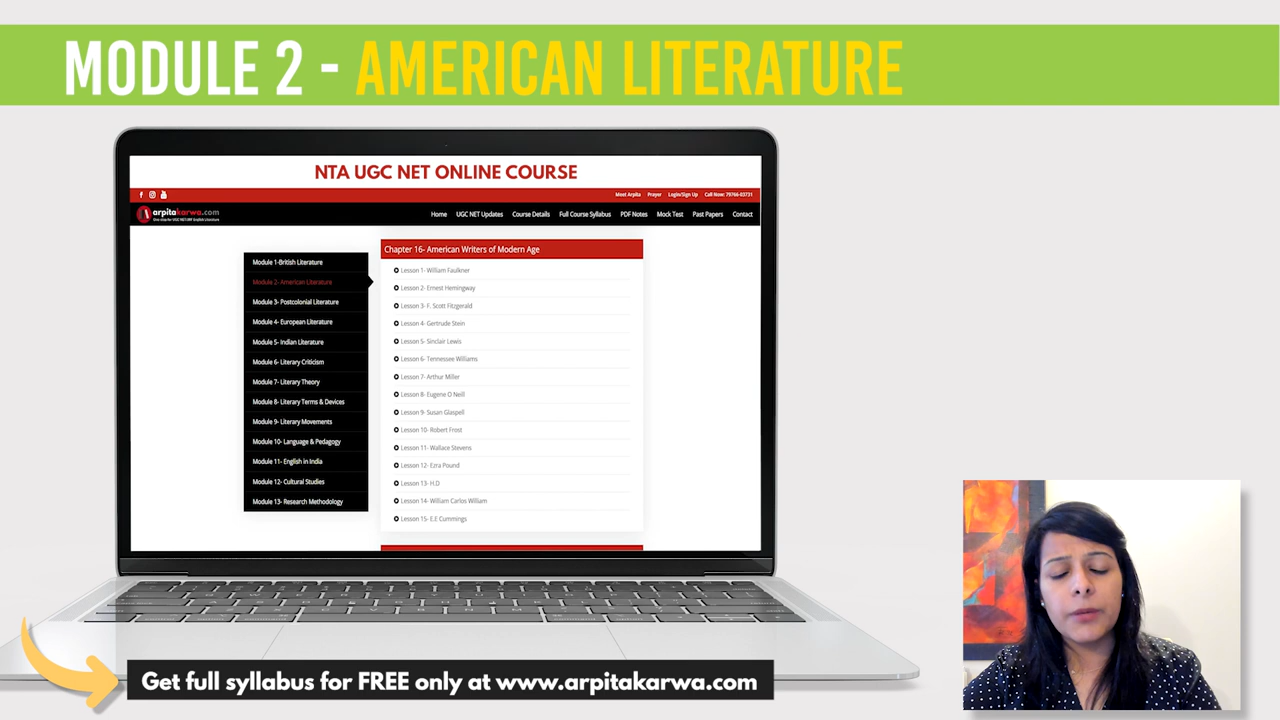 MODULE 2 - AMERICAN LITERATURE
NTA UGC NET ONLINE COURSE
Meet Arpita Prayer Login/Sign Up Call Now: 79766-03731
arpitakarwa.com
Home UGC NET Updates Course Details Full Course Syllabus PDF Notes Mock Test Past Papers Contact
Module 1-British Literature
Module 2- American Literature
Module 3- Postcolonial Literature
Module 4- European Literature
Module 5- Indian Literature
Module 6- Literary Criticism
Module 7- Literary Theory
Module 8- Literary Terms & Devices
Module 9- Literary Movements
Module 10- Language & Pedagogy
Module 11- English in India
Module 12- Cultural Studies
Module 13- Research Methodology
Chapter 16- American Writers of Modern Age
Lesson 1- William Faulkner
Lesson 2- Ernest Hemingway
Lesson 3- F. Scott Fitzgerald
Lesson 4- Gertrude Stein
Lesson 5- Sinclair Lewis
Lesson 6- Tennessee Williams
Lesson 7- Arthur Miller
Lesson 8- Eugene O Neill
Lesson 9- Susan Glaspell
Lesson 10- Robert Frost
Lesson 11- Wallace Stevens
Lesson 12- Ezra Pound
Lesson 13- H.D
Lesson 14- William Carlos William
Lesson 15- E.E Cummings
Get full syllabus for FREE only at www.arpitakarwa.com